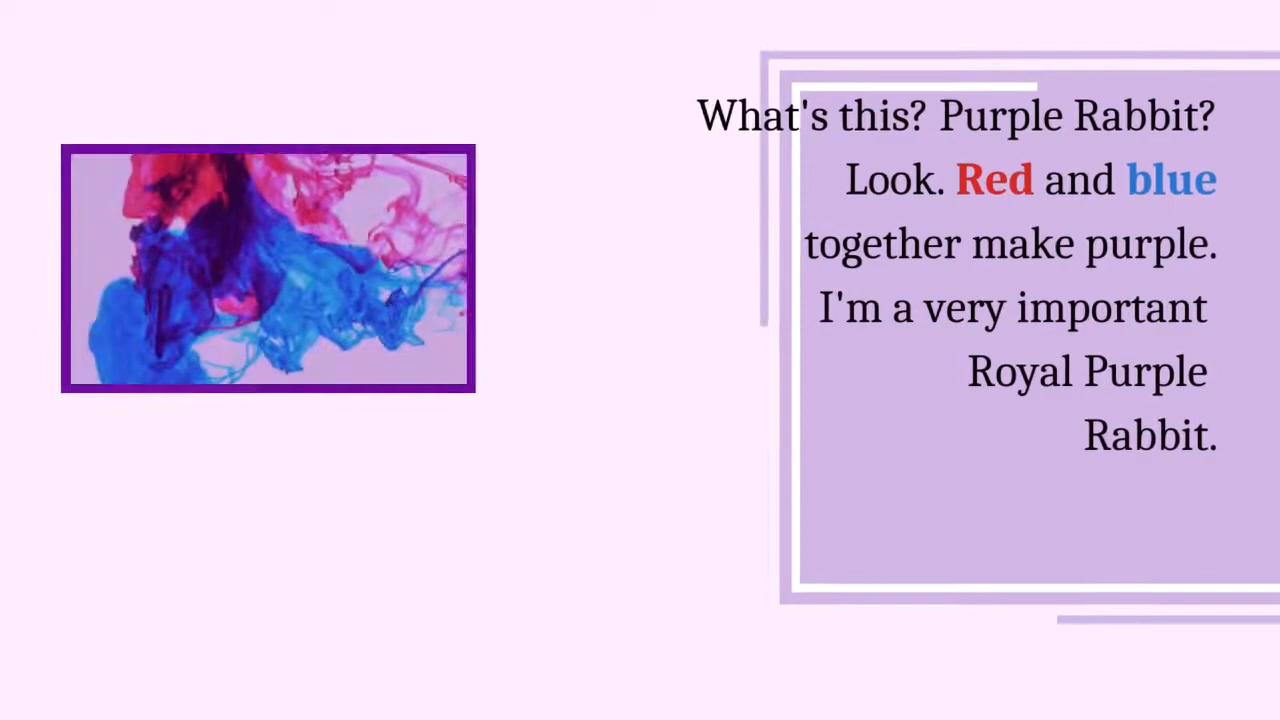 What's this? Purple Rabbit?
Look. Red and blue
together make purple.
I'm a very important
Royal Purple
Rabbit.